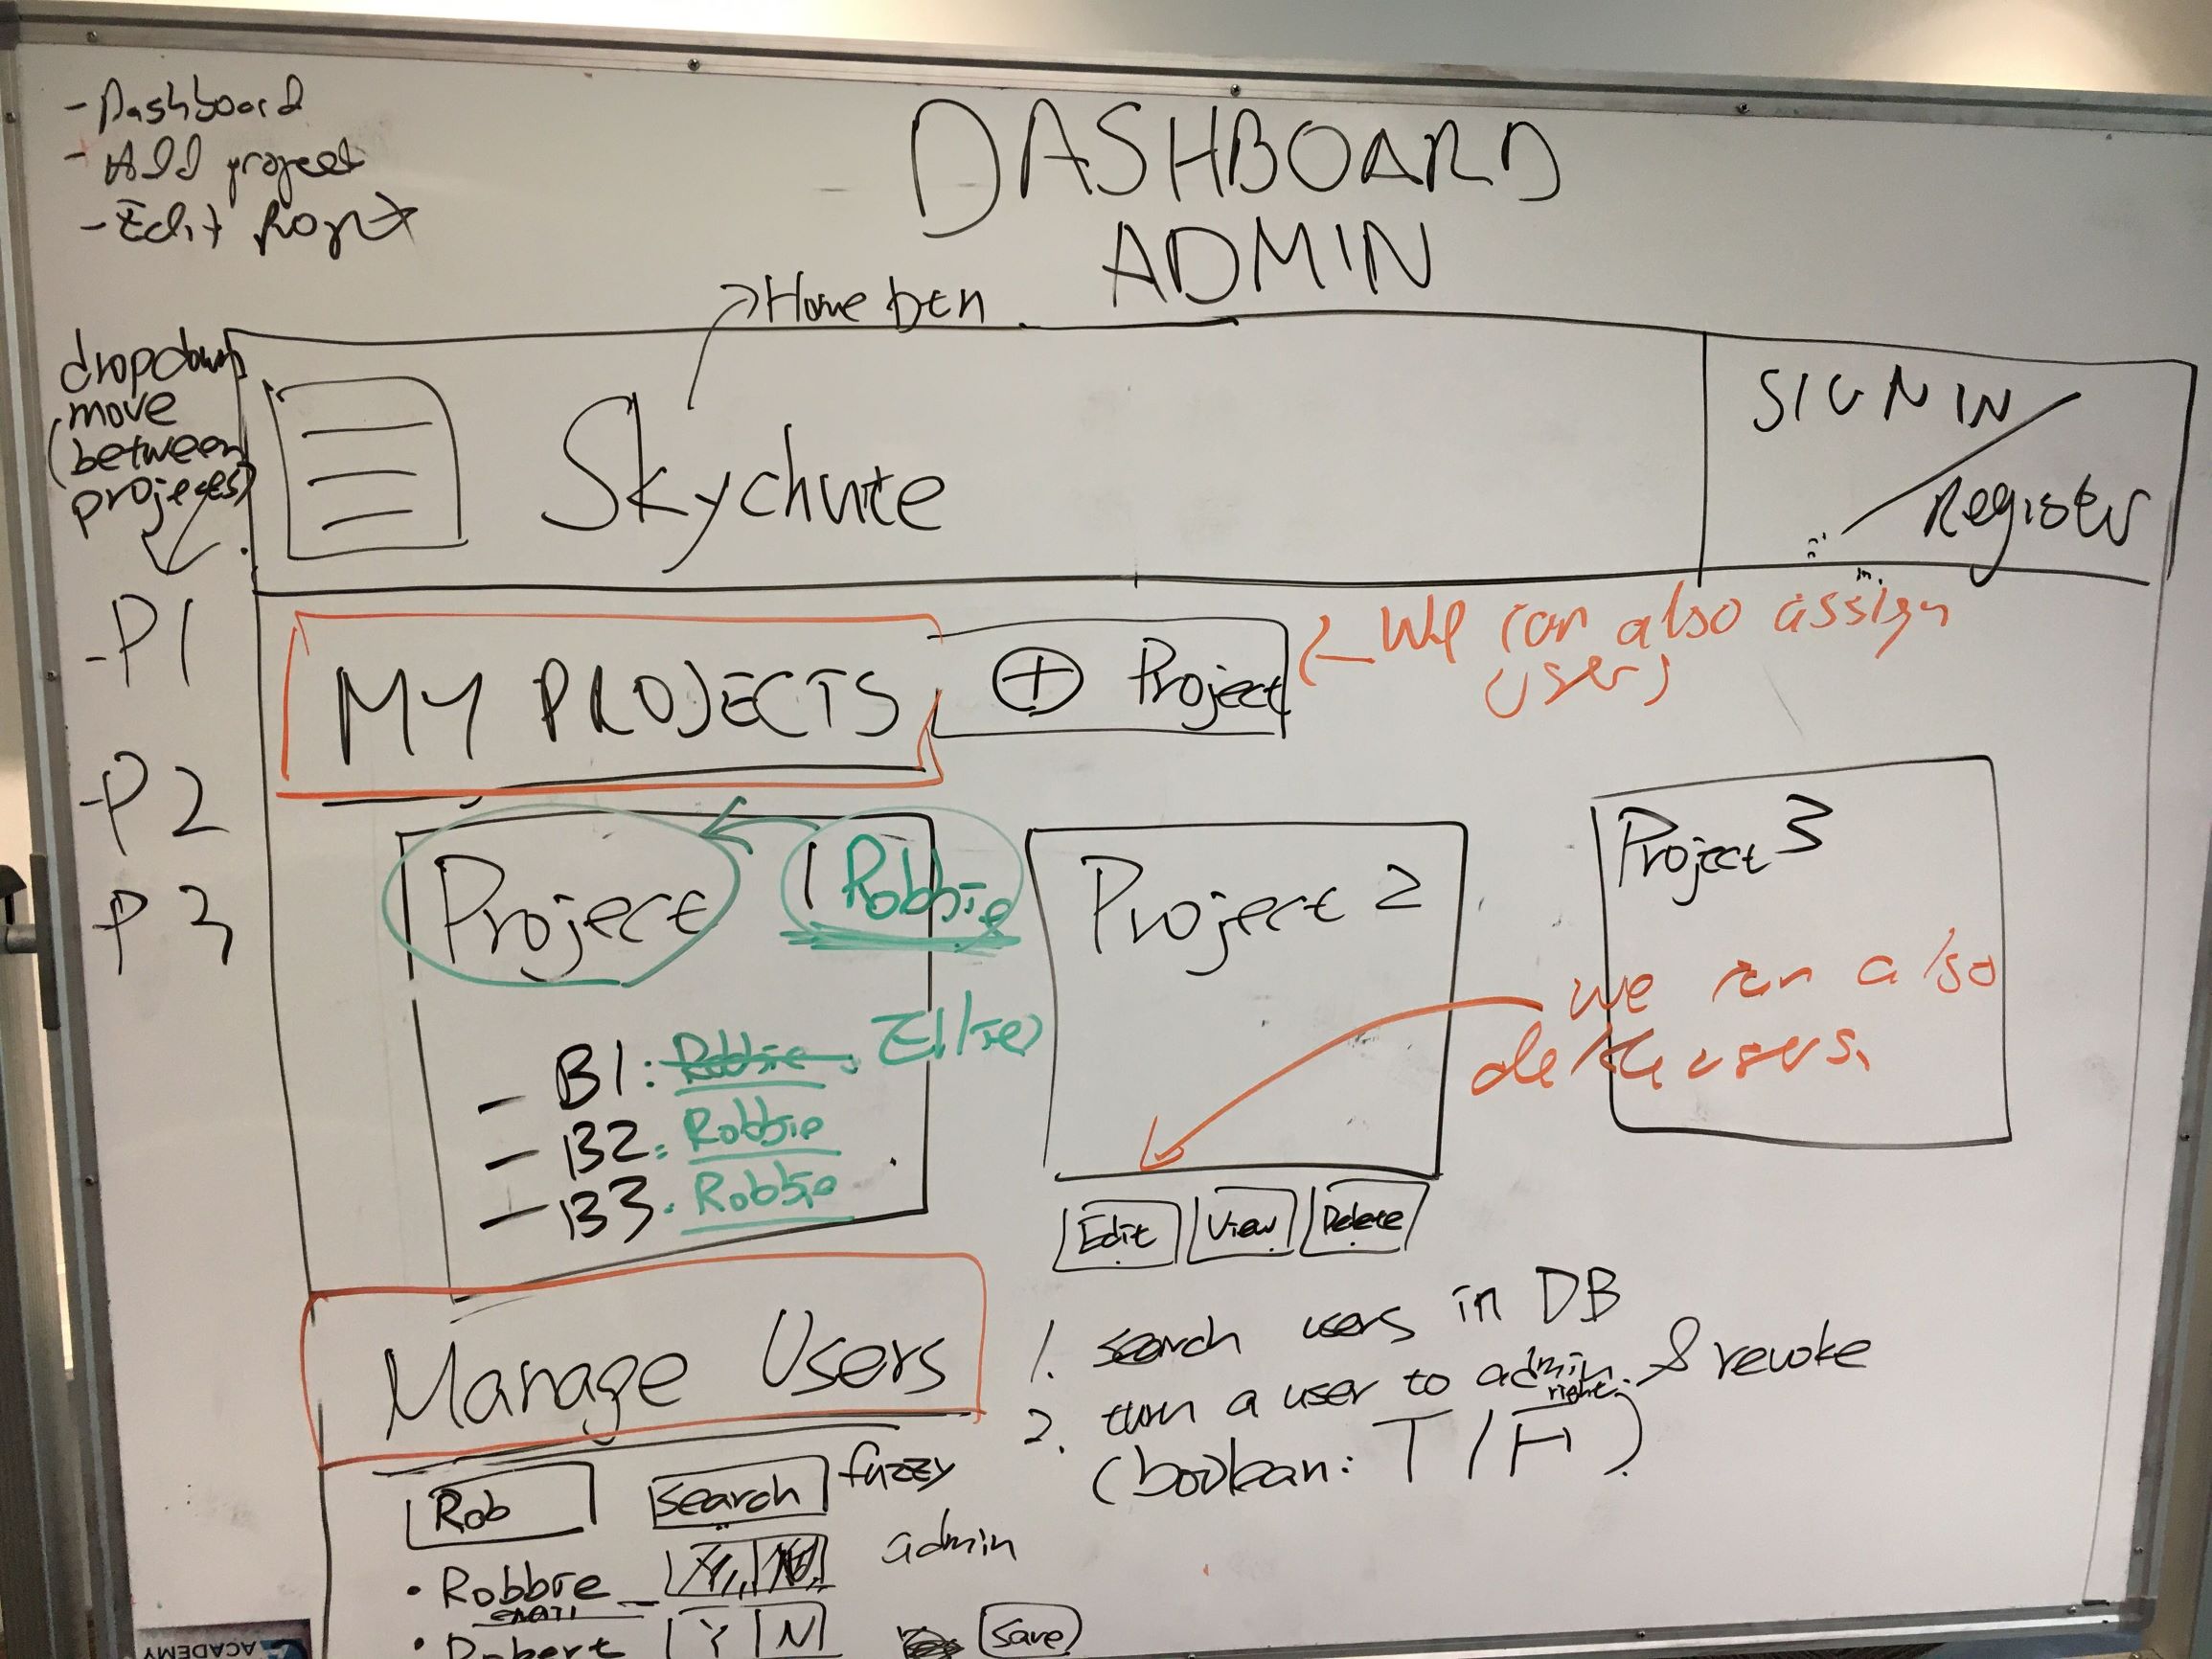 - Dashboard
- Add project
- Edit Project
DASHBOARD
ADMIN
Home btn
dropdown
move
(between
projects)
Skychute
SIGN IN
/
Register
- P1
- P2
P3
MY PROJECTS
+ Project
We can also assign
users
Project 1
Robbie
- B1: Robbie.
- B2: Robbie
- B3. Robbie
Project 2
Project 3
we can also
delete users.
Edit
View
Delete
Manage Users
1. search users in DB
2. turn a user to admin & revoke
right
(boolean: T/F)
Rob
search
fuzzy
admin
• Robbie
email
• Robert
Y N
Save
ACADEMY